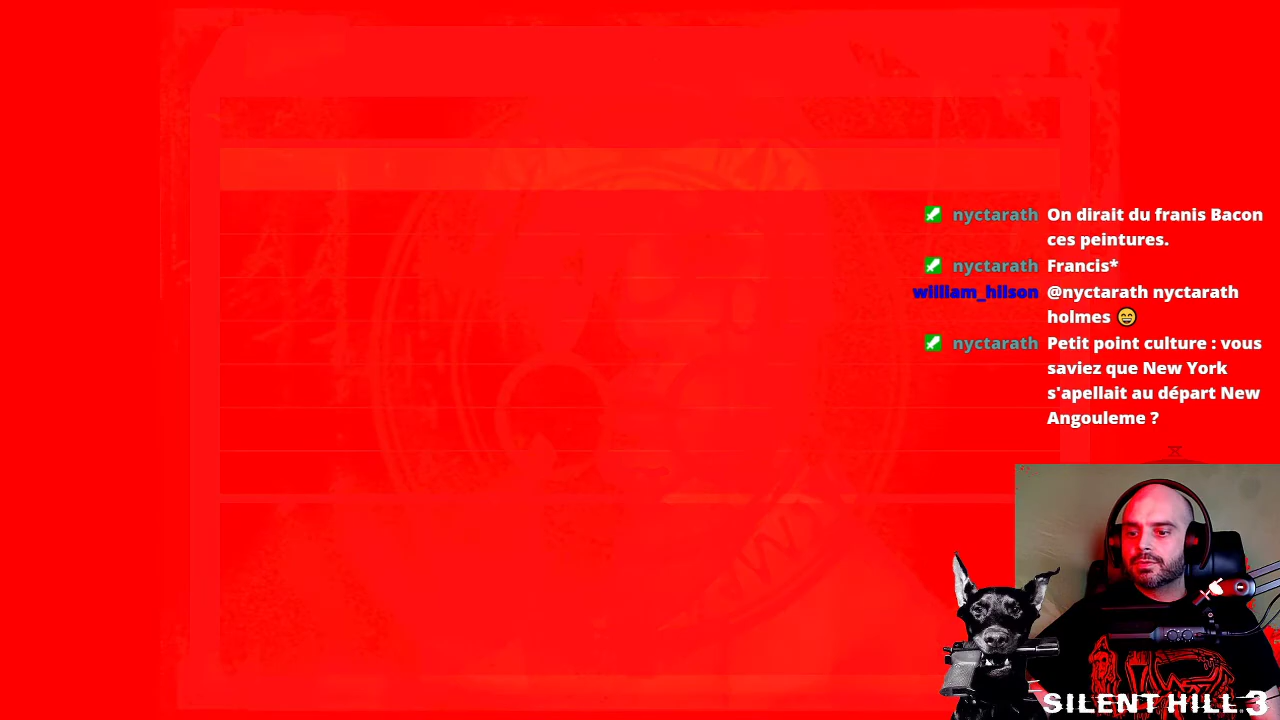 nyctarath On dirait du franis Bacon
ces peintures.
nyctarath Francis*
william_hilson @nyctarath nyctarath
holmes 😄
nyctarath Petit point culture : vous
saviez que New York
s'apellait au départ New
Angouleme ?
SILENT HILL 3